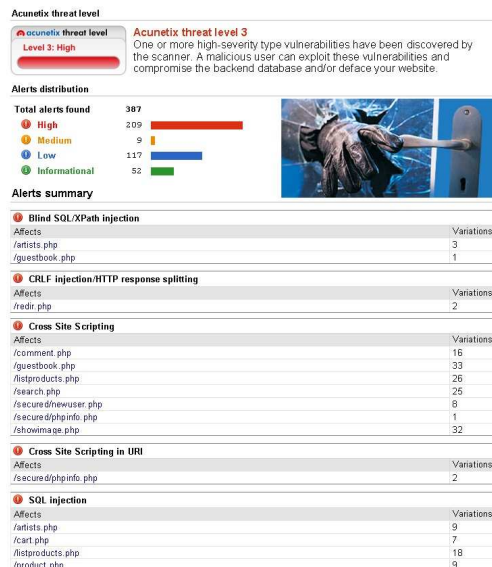 Acunetix threat level
acunetix threat level
Level 3: High
Acunetix threat level 3
One or more high-severity type vulnerabilities have been discovered by
the scanner. A malicious user can exploit these vulnerabilities and
compromise the backend database and/or deface your website.
Alerts distribution
Total alerts found 387
High 209
Medium 9
Low 117
Informational 52
Alerts summary
Blind SQL/XPath injection
Affects Variations
/artists.php 3
/guestbook.php 1
CRLF injection/HTTP response splitting
Affects Variations
/redir.php 2
Cross Site Scripting
Affects Variations
/comment.php 16
/guestbook.php 33
/listproducts.php 26
/search.php 25
/secured/newuser.php 8
/secured/phpinfo.php 1
/showimage.php 32
Cross Site Scripting in URI
Affects Variations
/secured/phpinfo.php 2
SQL injection
Affects Variations
/artists.php 9
/cart.php 7
/listproducts.php 18
/product.php 9